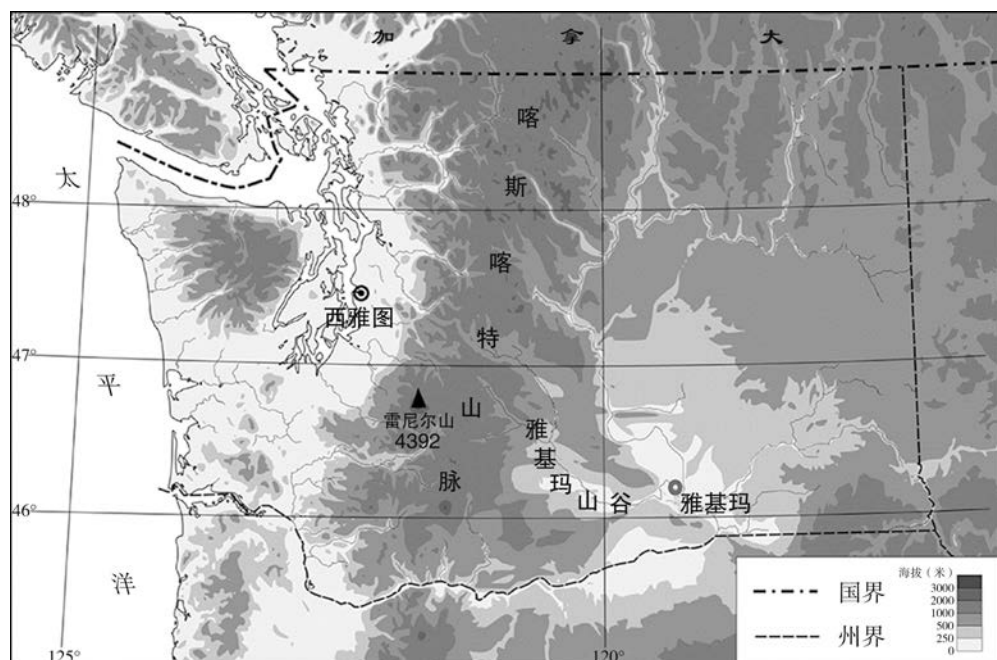 加拿大
喀斯喀特山脉
太平洋
48°
西雅图
47°
雷尼尔山
4392
雅基玛山谷
雅基玛
46°
125°
120°
国界
州界
海拔（米）
3000
2000
1000
500
250
0